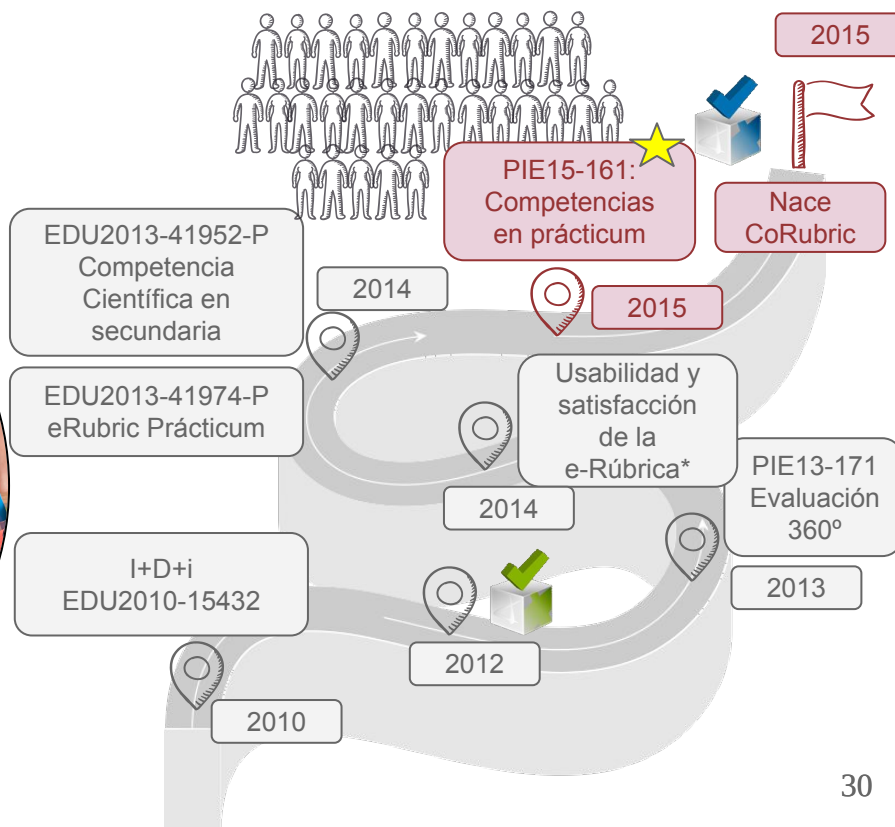 2015
PIE15-161:
Competencias
en prácticum
Nace
CoRubric
EDU2013-41952-P
Competencia
Científica en
secundaria
2014
2015
EDU2013-41974-P
eRubric Prácticum
Usabilidad y
satisfacción
de la
e-Rúbrica*
PIE13-171
Evaluación
360º
2014
I+D+i
EDU2010-15432
2013
2012
2010
30